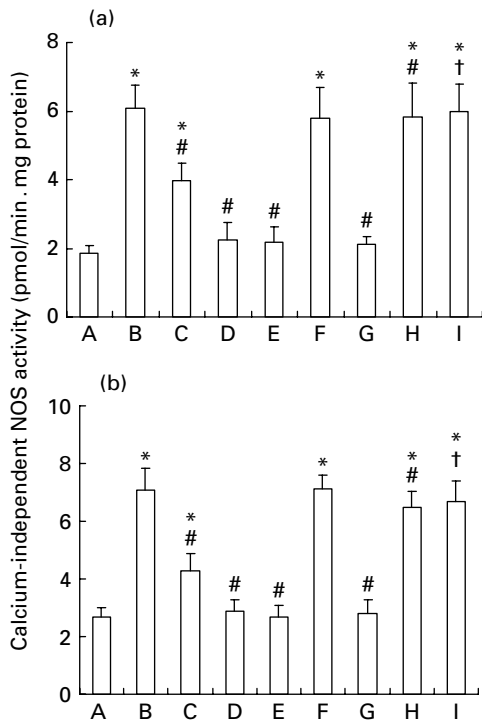 Calcium-independent NOS activity (pmol/min.mg protein)
(a)
8
6
4
2
0
* * # * # # * # * # * †
A B C D E F G H I
(b)
10
8
6
4
2
0
* * # # # * # * # * †
A B C D E F G H I